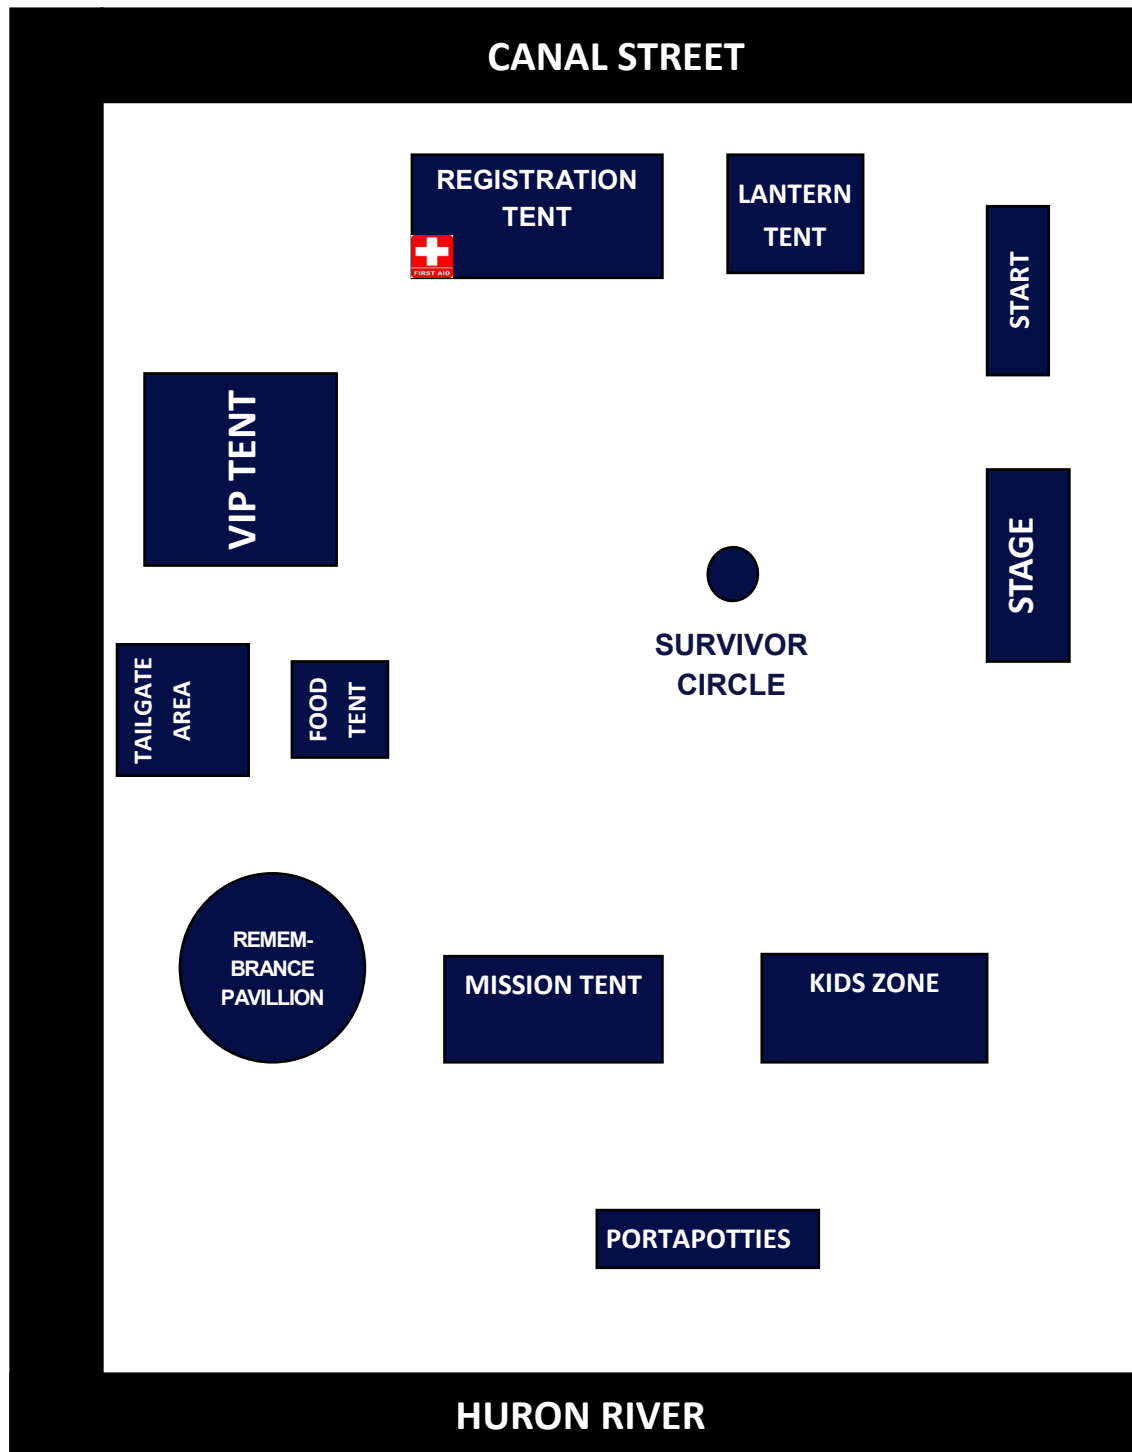 CANAL STREET
REGISTRATION
TENT
FIRST AID
LANTERN
TENT
START
VIP TENT
STAGE
SURVIVOR
CIRCLE
TAILGATE
AREA
FOOD
TENT
REMEM-
BRANCE
PAVILLION
MISSION TENT
KIDS ZONE
PORTAPOTTIES
HURON RIVER